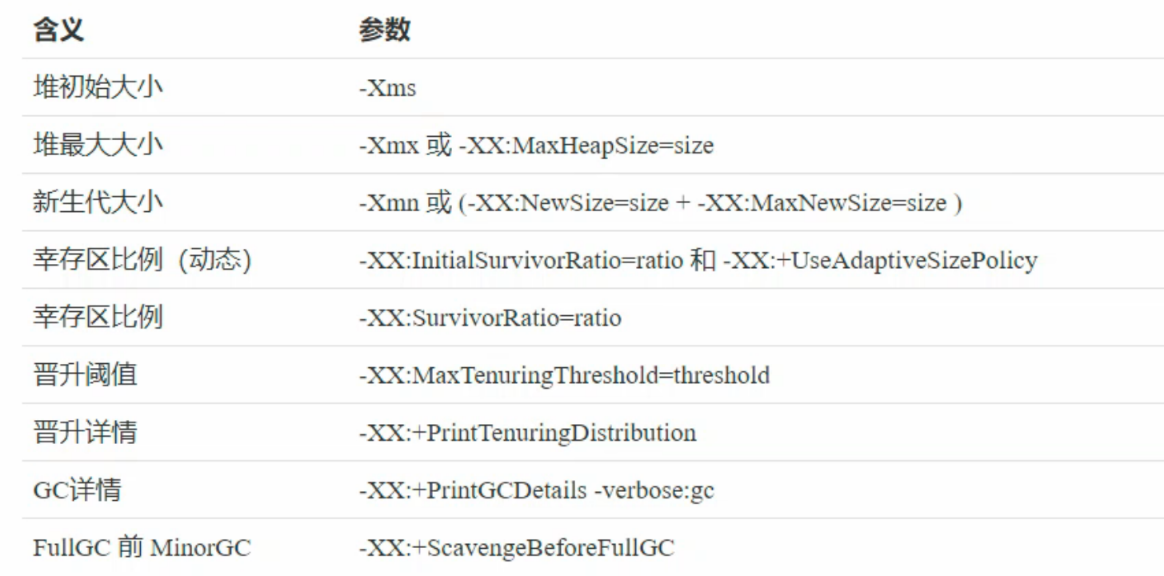 含义 参数
堆初始大小 -Xms
堆最大大小 -Xmx 或 -XX:MaxHeapSize=size
新生代大小 -Xmn 或 (-XX:NewSize=size + -XX:MaxNewSize=size )
幸存区比例（动态） -XX:InitialSurvivorRatio=ratio 和 -XX:+UseAdaptiveSizePolicy
幸存区比例 -XX:SurvivorRatio=ratio
晋升阈值 -XX:MaxTenuringThreshold=threshold
晋升详情 -XX:+PrintTenuringDistribution
GC详情 -XX:+PrintGCDetails -verbose:gc
FullGC 前 MinorGC -XX:+ScavengeBeforeFullGC